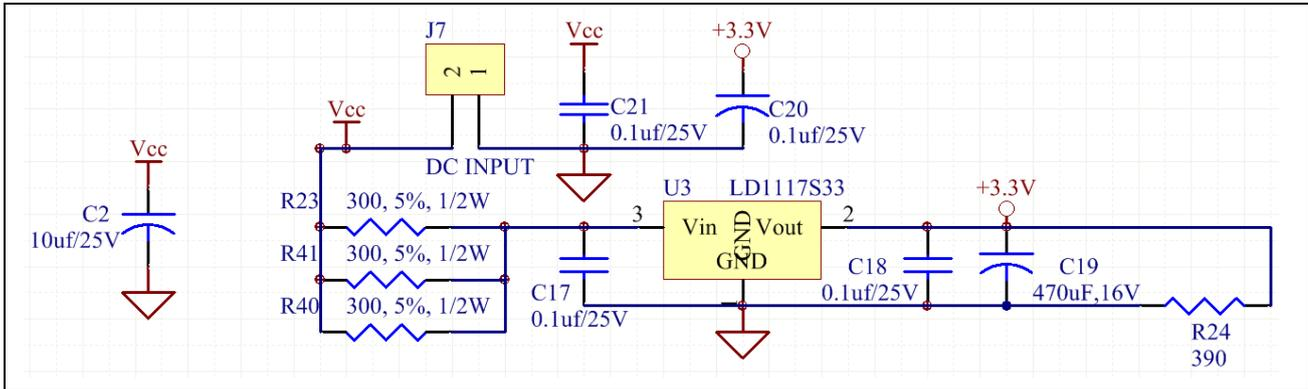 J7
2
1
DC INPUT
Vcc
C21
0.1uf/25V
+3.3V
C20
0.1uf/25V
Vcc
Vcc
C2
10uf/25V
R23
300, 5%, 1/2W
R41
300, 5%, 1/2W
R40
300, 5%, 1/2W
C17
0.1uf/25V
U3
LD1117S33
3
Vin
GND
Vout
GND
2
C18
0.1uf/25V
+3.3V
C19
470uF,16V
R24
390